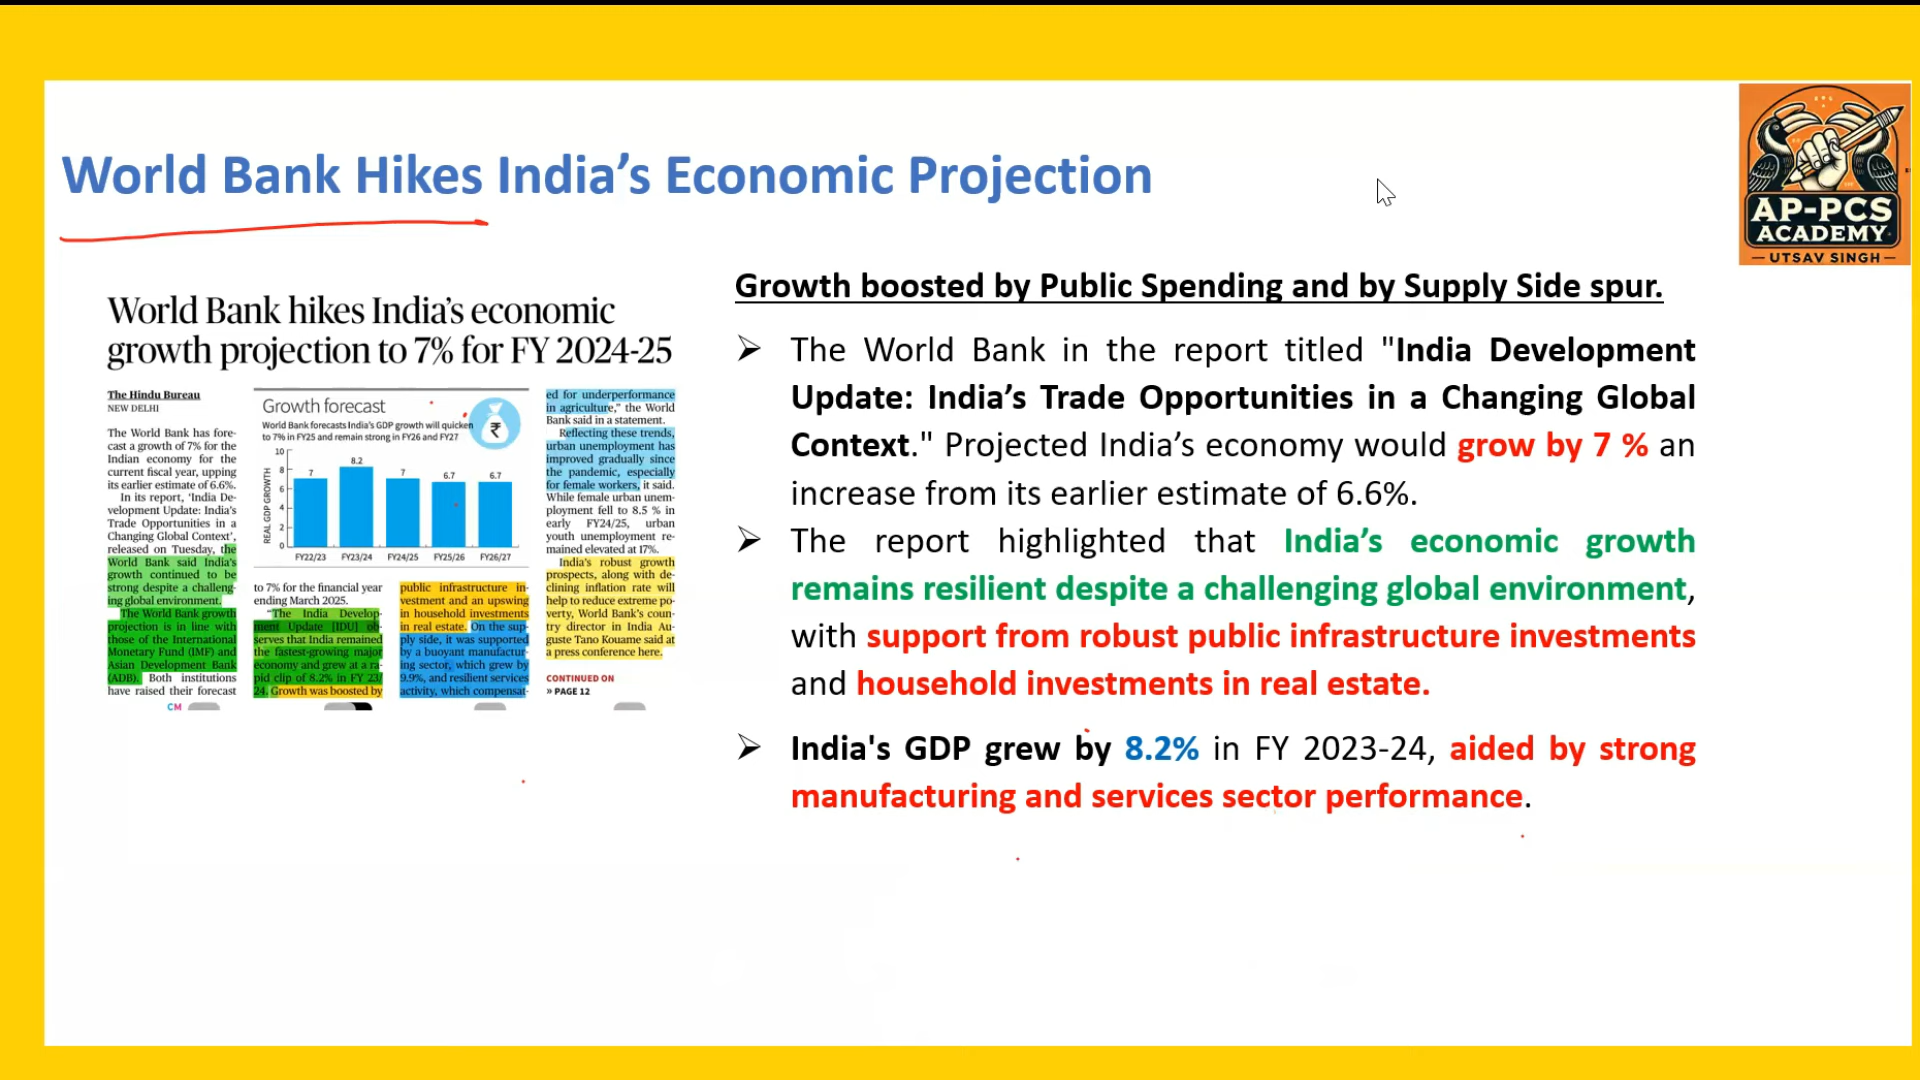 World Bank Hikes India’s Economic Projection
AP-PCS
ACADEMY
— UTSAV SINGH —
World Bank hikes India’s economic
growth projection to 7% for FY 2024-25
The Hindu Bureau
NEW DELHI
The World Bank has fore-
cast a growth of 7% for the
Indian economy for the
current fiscal year, upping
its earlier estimate of 6.6%.
In its report, ‘India De-
velopment Update: India’s
Trade Opportunities in a
Changing Global Context’,
released on Tuesday, the
World Bank said India’s
growth continued to be
strong despite a challeng-
ing global environment.
The World Bank growth
projection is in line with
those of the International
Monetary Fund (IMF) and
Asian Development Bank
(ADB). Both institutions
have raised their forecast
CM
Growth forecast
World Bank forecasts India’s GDP growth will quicken
to 7% in FY25 and remain strong in FY26 and FY27
₹
REAL GDP GROWTH
10
8
6
4
2
0
7
8.2
7
6.7
6.7
FY22/23 FY23/24 FY24/25 FY25/26 FY26/27
to 7% for the financial year
ending March 2025.
“The India Develop-
ment Update [IDU] ob-
serves that India remained
the fastest-growing major
economy and grew at a ra-
pid clip of 8.2% in FY 23/
24. Growth was boosted by
public infrastructure in-
vestment and an upswing
in household investments
in real estate. On the sup-
ply side, it was supported
by a buoyant manufactur-
ing sector, which grew by
9.9%, and resilient services
activity, which compensat-
ed for underperformance
in agriculture,” the World
Bank said in a statement.
Reflecting these trends,
urban unemployment has
improved gradually since
the pandemic, especially
for female workers, it said.
While female urban unem-
ployment fell to 8.5 % in
early FY24/25, urban
youth unemployment re-
mained elevated at 17%.
India’s robust growth
prospects, along with de-
clining inflation rate will
help to reduce extreme po-
verty, World Bank’s coun-
try director in India Au-
guste Tano Kouame said at
a press conference here.
CONTINUED ON
» PAGE 12
Growth boosted by Public Spending and by Supply Side spur.
➢ The World Bank in the report titled "India Development
Update: India’s Trade Opportunities in a Changing Global
Context." Projected India’s economy would grow by 7 % an
increase from its earlier estimate of 6.6%.
➢ The report highlighted that India’s economic growth
remains resilient despite a challenging global environment,
with support from robust public infrastructure investments
and household investments in real estate.
➢ India's GDP grew by 8.2% in FY 2023-24, aided by strong
manufacturing and services sector performance.